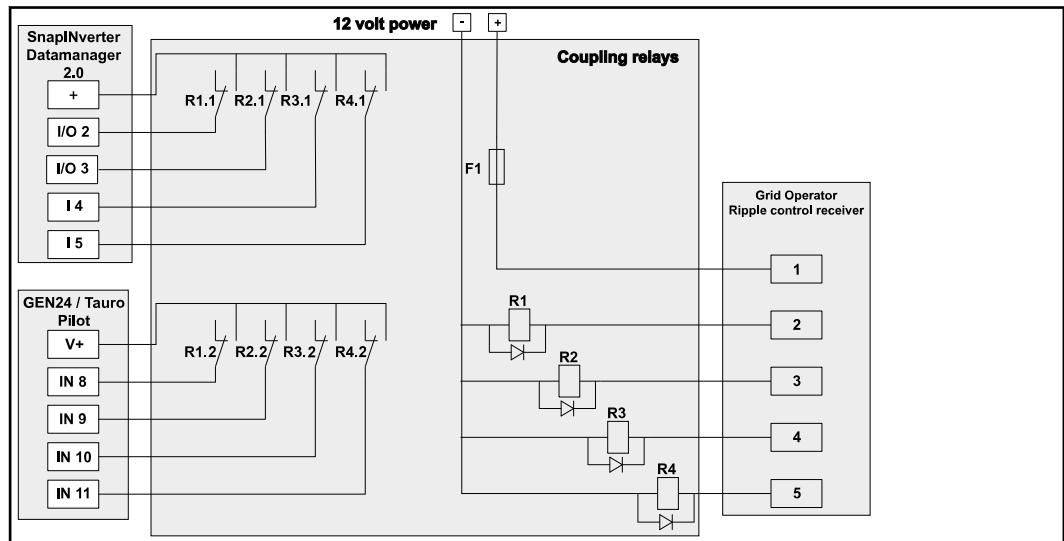 12 volt power - +
SnapINverter
Datamanager
2.0
+
I/O 2
I/O 3
I 4
I 5
R1.1 R2.1 R3.1 R4.1
Coupling relays
F1
Grid Operator
Ripple control receiver
1
2
3
4
5
R1
R2
R3
R4
GEN24 / Tauro
Pilot
V+
IN 8
IN 9
IN 10
IN 11
R1.2 R2.2 R3.2 R4.2